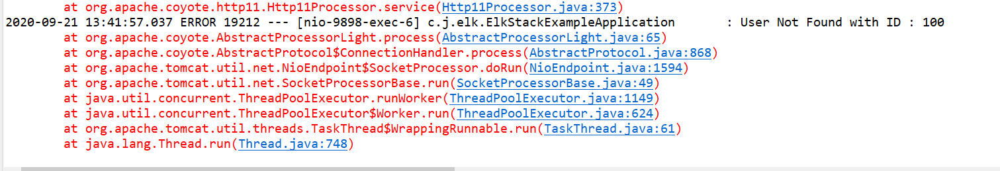 at org.apache.coyote.http11.Http11Processor.service(Http11Processor.java:373)
2020-09-21 13:41:57.037 ERROR 19212 --- [nio-9898-exec-6] c.j.elk.ElkStackExampleApplication : User Not Found with ID : 100
at org.apache.coyote.AbstractProcessorLight.process(AbstractProcessorLight.java:65)
at org.apache.coyote.AbstractProtocol$ConnectionHandler.process(AbstractProtocol.java:868)
at org.apache.tomcat.util.net.NioEndpoint$SocketProcessor.doRun(NioEndpoint.java:1594)
at org.apache.tomcat.util.net.SocketProcessorBase.run(SocketProcessorBase.java:49)
at java.util.concurrent.ThreadPoolExecutor.runWorker(ThreadPoolExecutor.java:1149)
at java.util.concurrent.ThreadPoolExecutor$Worker.run(ThreadPoolExecutor.java:624)
at org.apache.tomcat.util.threads.TaskThread$WrappingRunnable.run(TaskThread.java:61)
at java.lang.Thread.run(Thread.java:748)